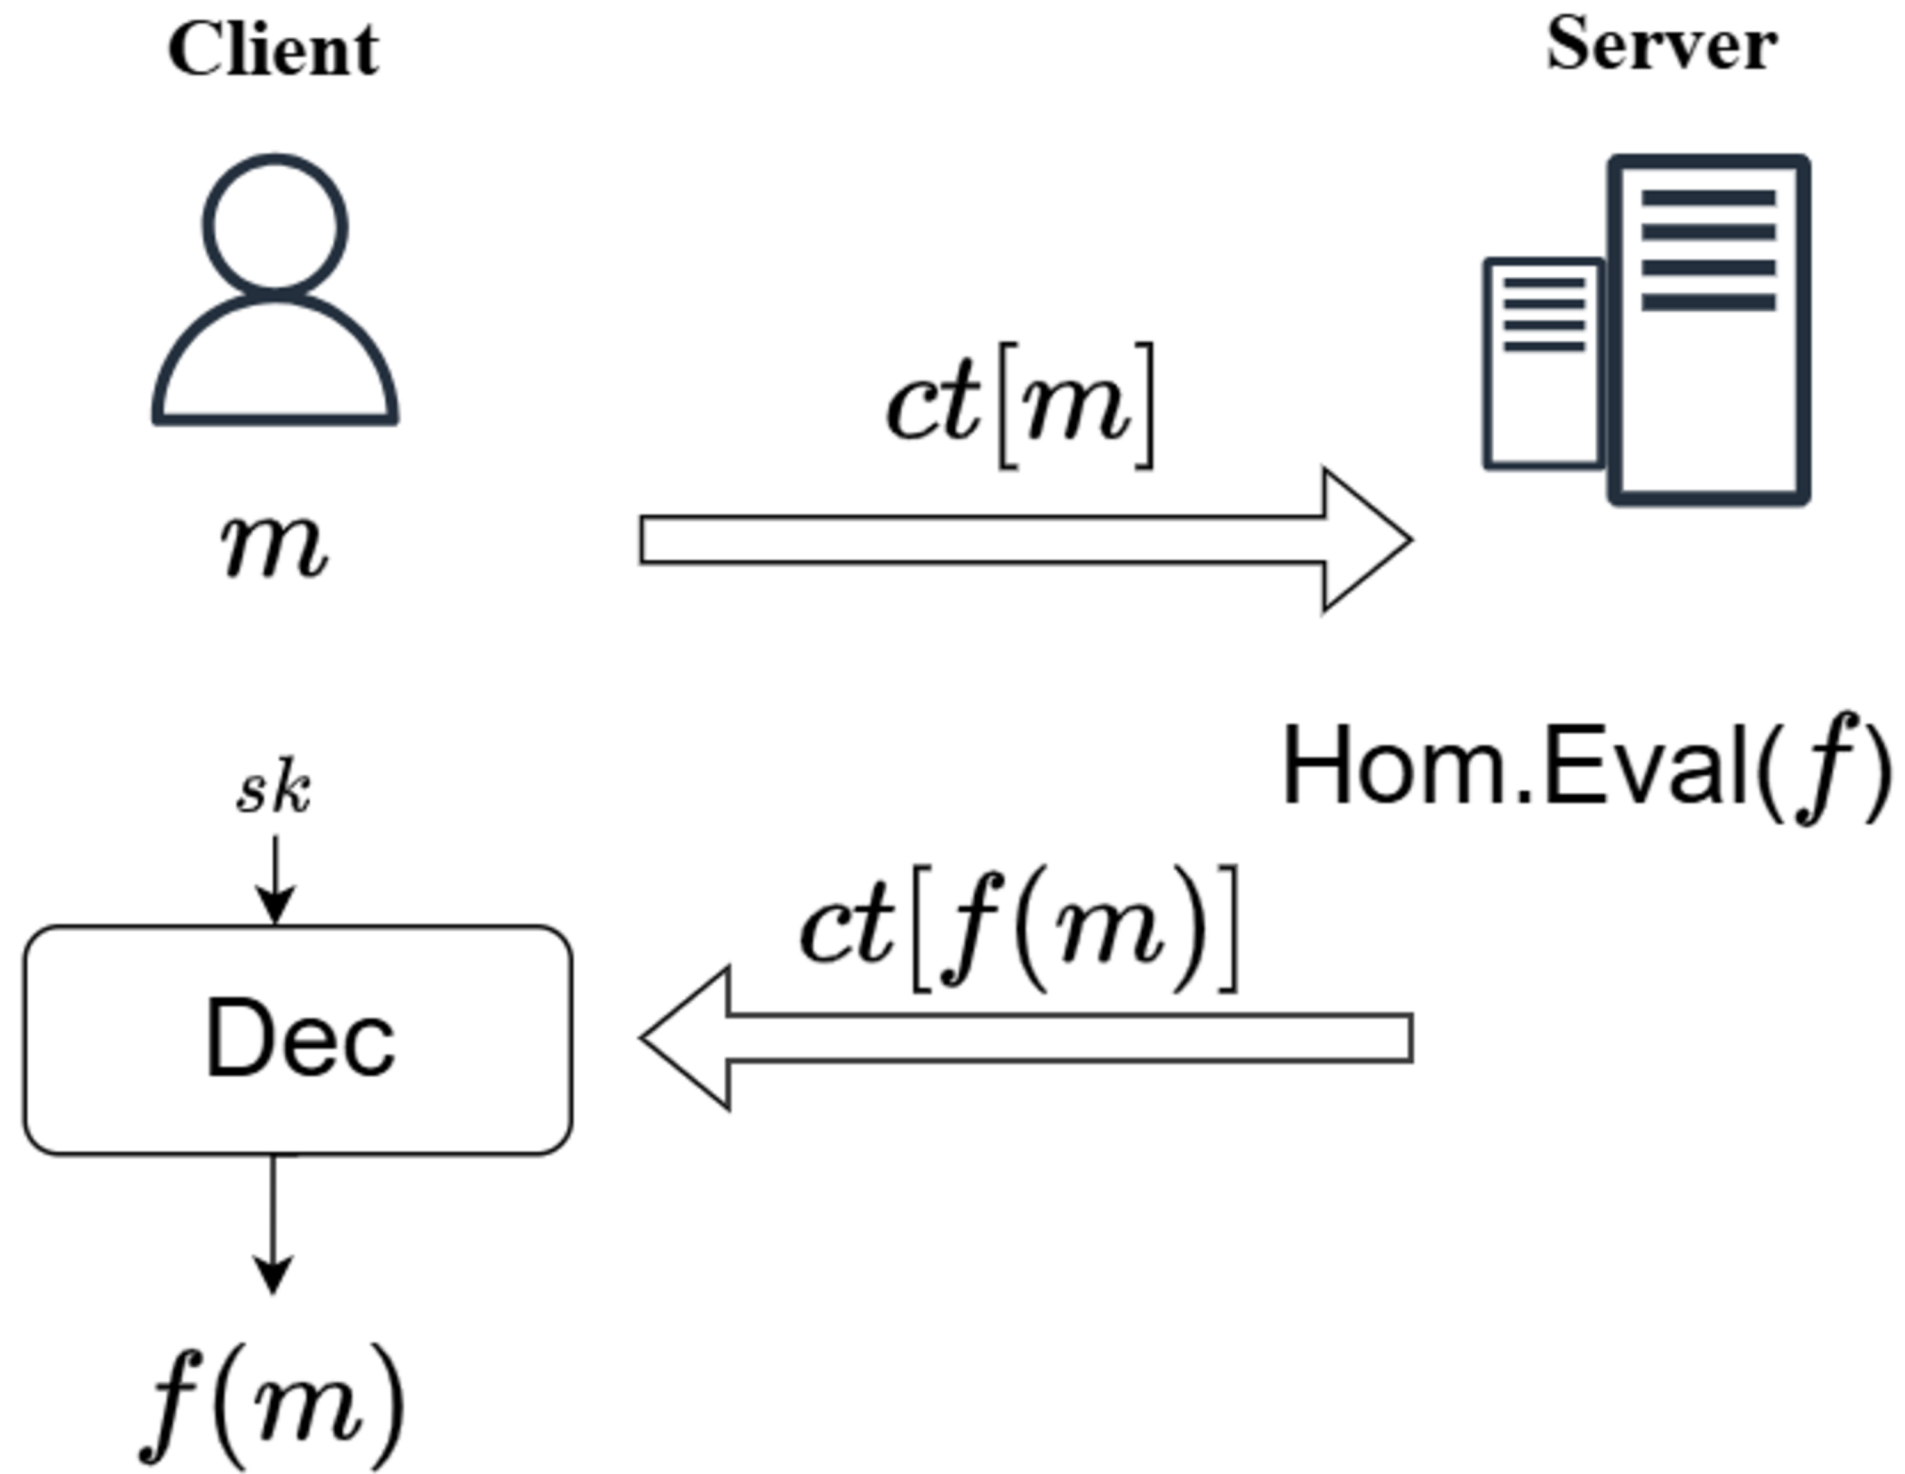 Client
Server
ct[m]
m
sk
Hom.Eval(f)
ct[f(m)]
Dec
f(m)